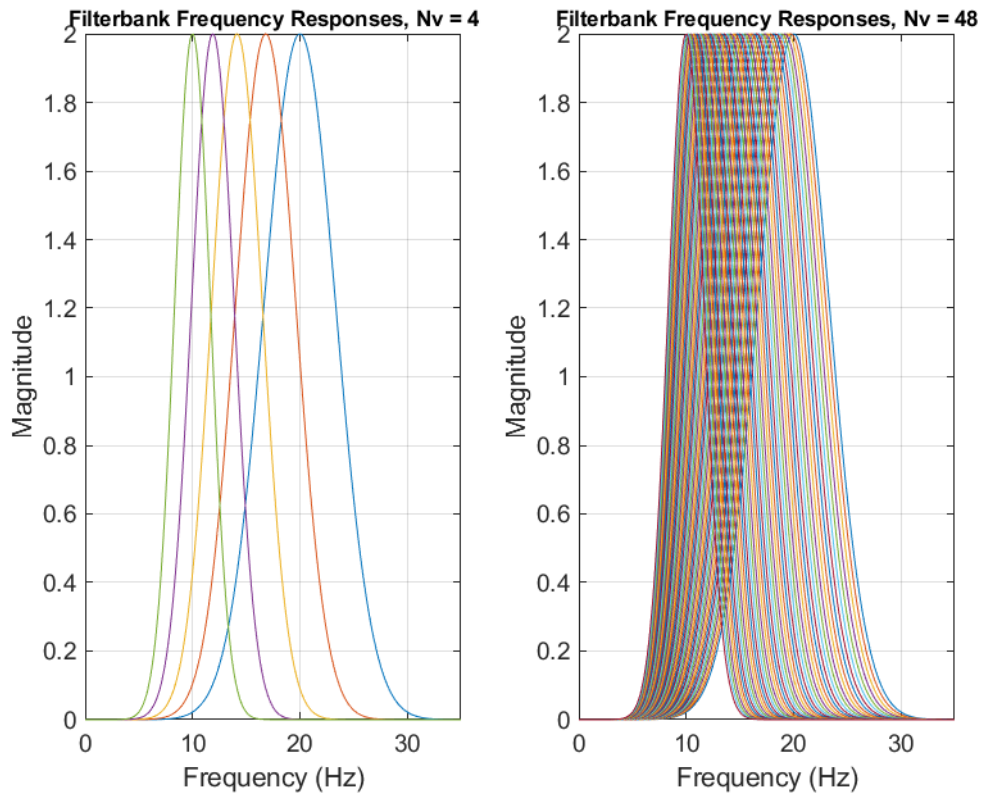 Filterbank Frequency Responses, Nv = 4
2
1.8
1.6
1.4
1.2
1
0.8
0.6
0.4
0.2
0
Magnitude
0 10 20 30
Frequency (Hz)
Filterbank Frequency Responses, Nv = 48
2
1.8
1.6
1.4
1.2
1
0.8
0.6
0.4
0.2
0
Magnitude
0 10 20 30
Frequency (Hz)